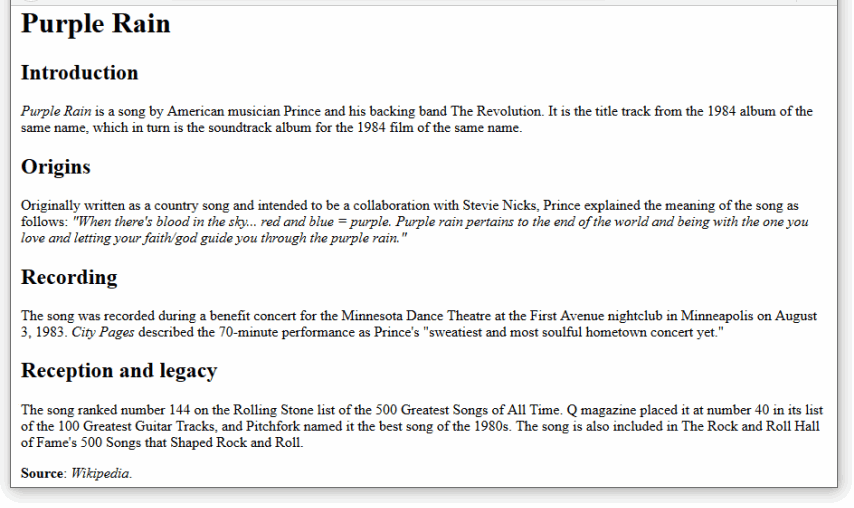 Purple Rain
Introduction
Purple Rain is a song by American musician Prince and his backing band The Revolution. It is the title track from the 1984 album of the
same name, which in turn is the soundtrack album for the 1984 film of the same name.
Origins
Originally written as a country song and intended to be a collaboration with Stevie Nicks, Prince explained the meaning of the song as
follows: "When there's blood in the sky... red and blue = purple. Purple rain pertains to the end of the world and being with the one you
love and letting your faith/god guide you through the purple rain."
Recording
The song was recorded during a benefit concert for the Minnesota Dance Theatre at the First Avenue nightclub in Minneapolis on August
3, 1983. City Pages described the 70-minute performance as Prince's "sweatiest and most soulful hometown concert yet."
Reception and legacy
The song ranked number 144 on the Rolling Stone list of the 500 Greatest Songs of All Time. Q magazine placed it at number 40 in its list
of the 100 Greatest Guitar Tracks, and Pitchfork named it the best song of the 1980s. The song is also included in The Rock and Roll Hall
of Fame's 500 Songs that Shaped Rock and Roll.
Source: Wikipedia.